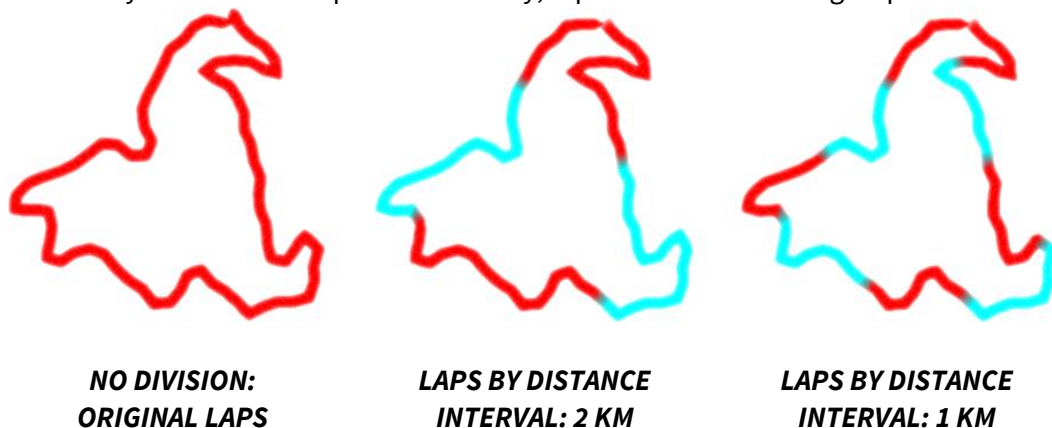 NO DIVISION:
ORIGINAL LAPS
LAPS BY DISTANCE
INTERVAL: 2 KM
LAPS BY DISTANCE
INTERVAL: 1 KM